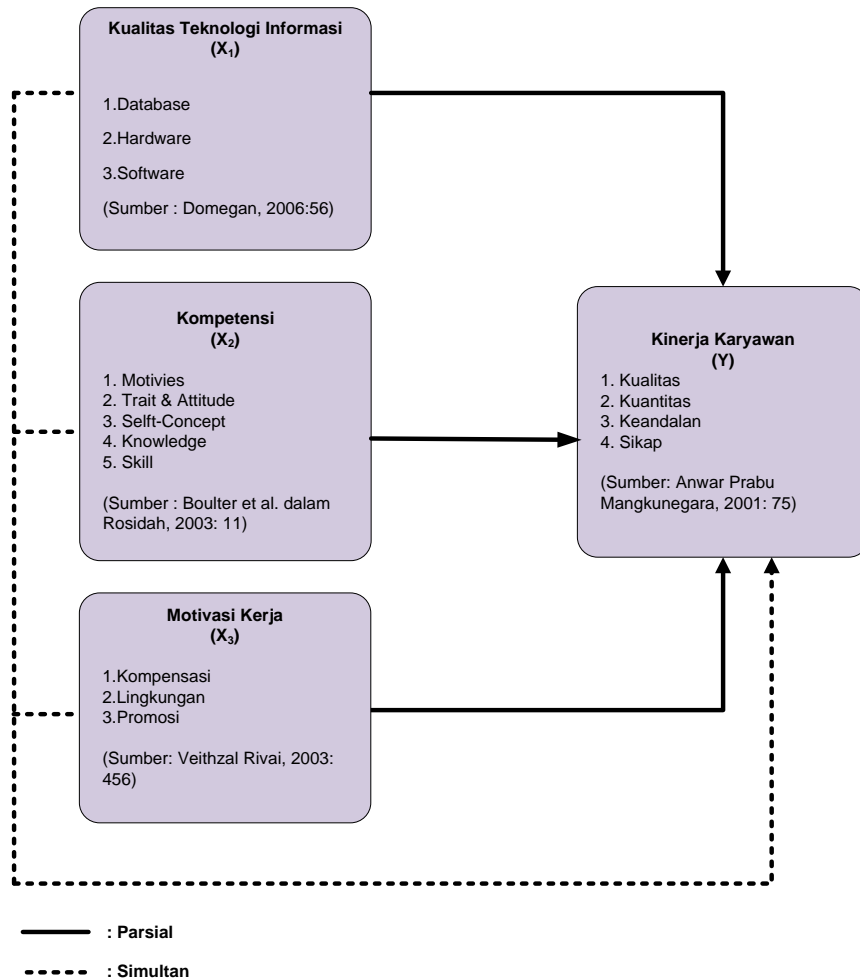 Kualitas Teknologi Informasi
(X1)
1.Database
2.Hardware
3.Software
(Sumber : Domegan, 2006:56)
Kompetensi
(X2)
1. Motivies
2. Trait & Attitude
3. Selft-Concept
4. Knowledge
5. Skill
(Sumber : Boulter et al. dalam
Rosidah, 2003: 11)
Motivasi Kerja
(X3)
1.Kompensasi
2.Lingkungan
3.Promosi
(Sumber: Veithzal Rivai, 2003:
456)
Kinerja Karyawan
(Y)
1. Kualitas
2. Kuantitas
3. Keandalan
4. Sikap
(Sumber: Anwar Prabu
Mangkunegara, 2001: 75)
: Parsial
: Simultan